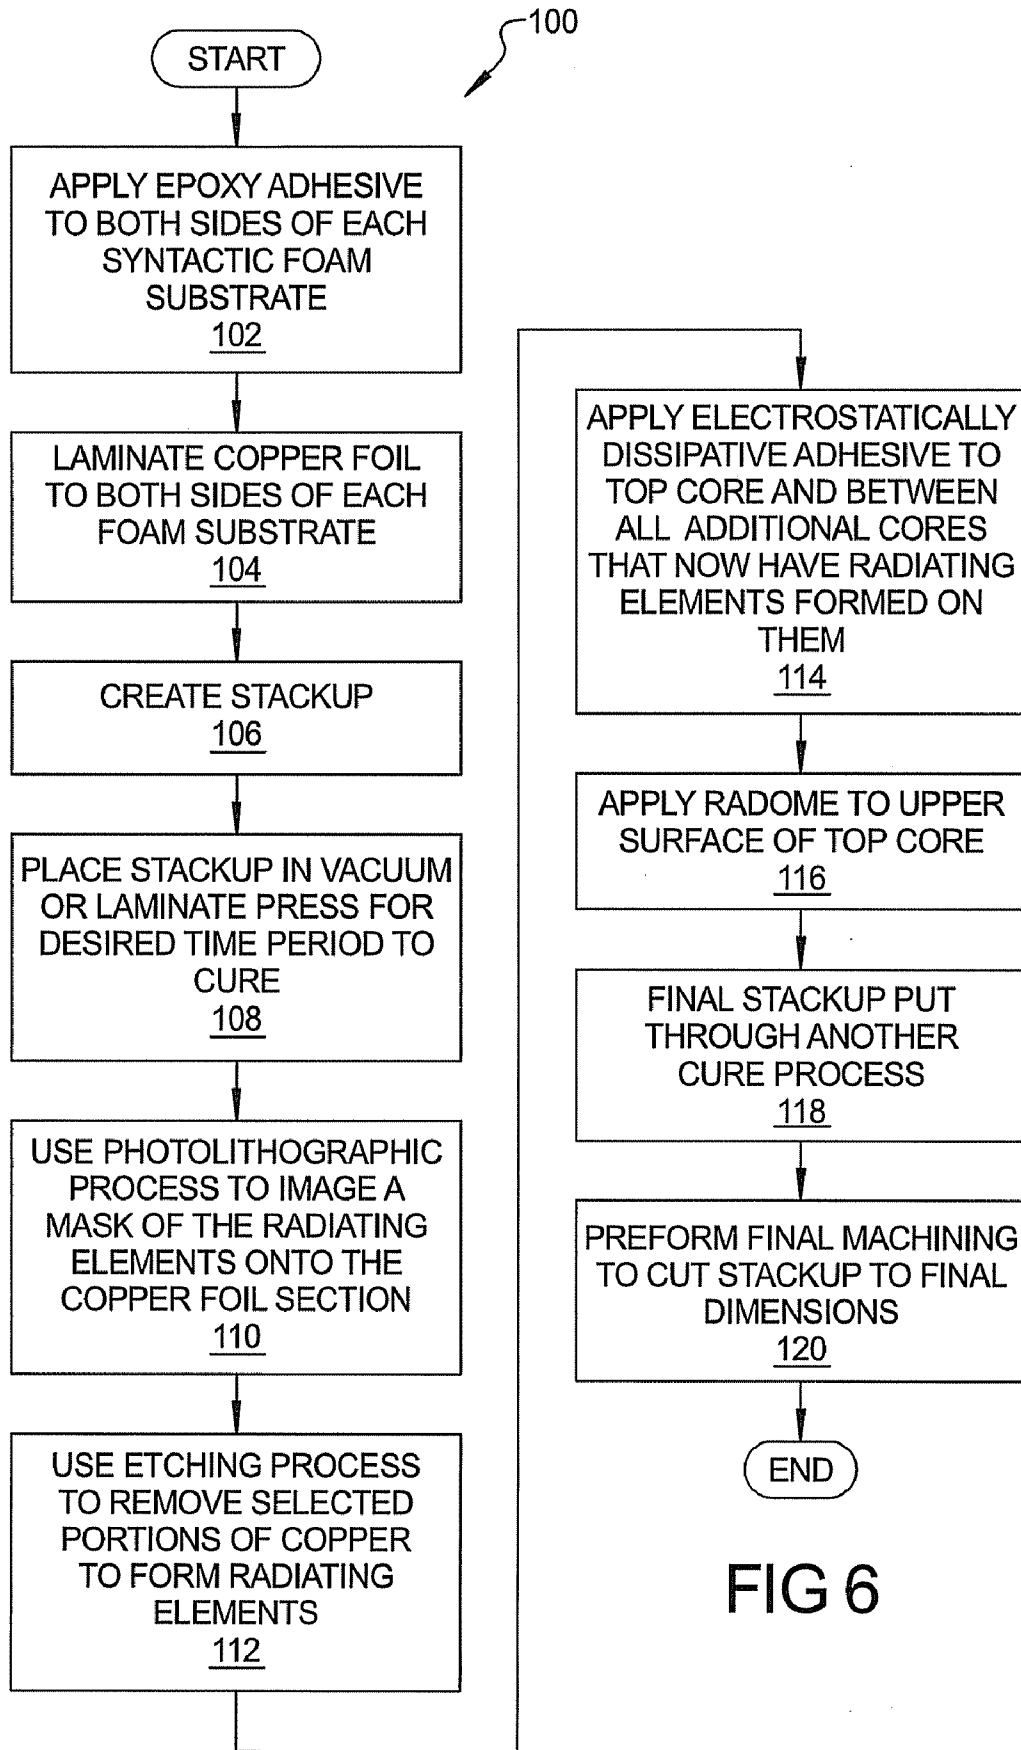 100
START
APPLY EPOXY ADHESIVE
TO BOTH SIDES OF EACH
SYNTACTIC FOAM
SUBSTRATE
102
LAMINATE COPPER FOIL
TO BOTH SIDES OF EACH
FOAM SUBSTRATE
104
CREATE STACKUP
106
PLACE STACKUP IN VACUUM
OR LAMINATE PRESS FOR
DESIRED TIME PERIOD TO
CURE
108
USE PHOTOLITHOGRAPHIC
PROCESS TO IMAGE A
MASK OF THE RADIATING
ELEMENTS ONTO THE
COPPER FOIL SECTION
110
USE ETCHING PROCESS
TO REMOVE SELECTED
PORTIONS OF COPPER
TO FORM RADIATING
ELEMENTS
112
APPLY ELECTROSTATICALLY
DISSIPATIVE ADHESIVE TO
TOP CORE AND BETWEEN
ALL ADDITIONAL CORES
THAT NOW HAVE RADIATING
ELEMENTS FORMED ON
THEM
114
APPLY RADOME TO UPPER
SURFACE OF TOP CORE
116
FINAL STACKUP PUT
THROUGH ANOTHER
CURE PROCESS
118
PREFORM FINAL MACHINING
TO CUT STACKUP TO FINAL
DIMENSIONS
120
END
FIG 6